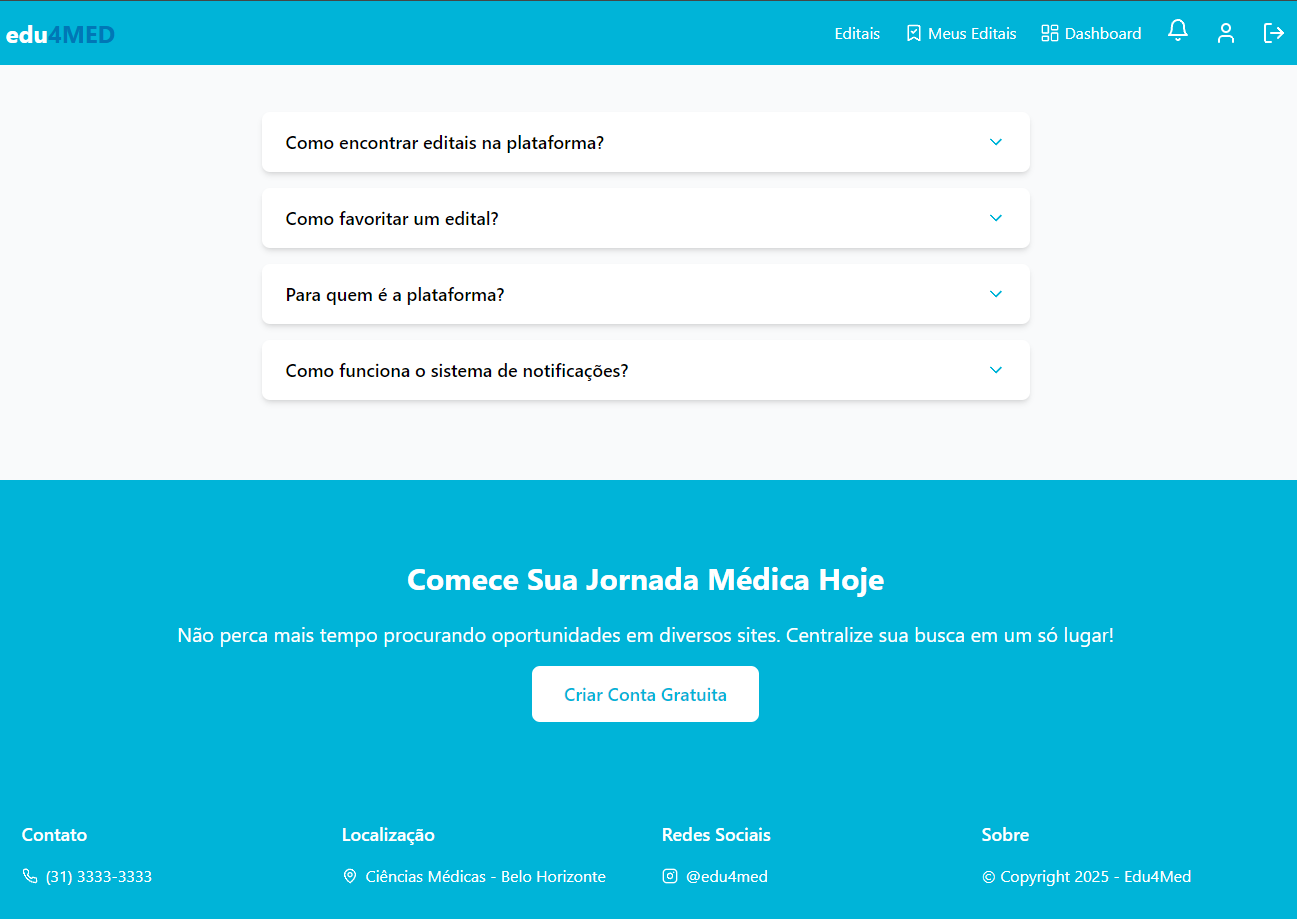 edu4MED
Editais
Meus Editais
Dashboard
Como encontrar editais na plataforma?
Como favoritar um edital?
Para quem é a plataforma?
Como funciona o sistema de notificações?
Comece Sua Jornada Médica Hoje
Não perca mais tempo procurando oportunidades em diversos sites. Centralize sua busca em um só lugar!
Criar Conta Gratuita
Contato
(31) 3333-3333
Localização
Ciências Médicas - Belo Horizonte
Redes Sociais
@edu4med
Sobre
© Copyright 2025 - Edu4Med